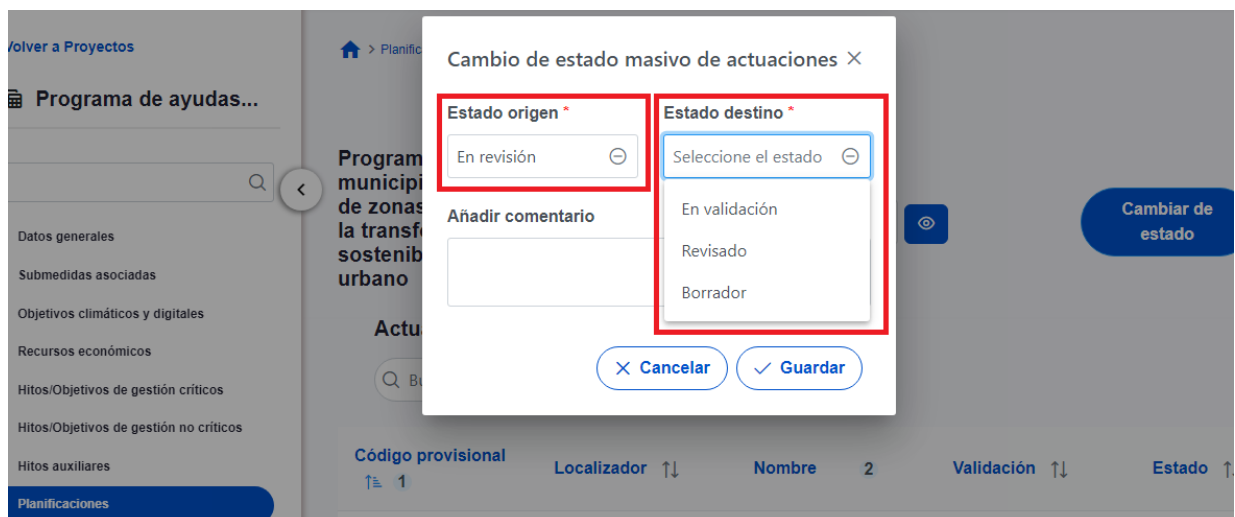 Volver a Proyectos
Programa de ayudas...
Datos generales
Submedidas asociadas
Objetivos climáticos y digitales
Recursos económicos
Hitos/Objetivos de gestión críticos
Hitos/Objetivos de gestión no críticos
Hitos auxiliares
Planificaciones
> Planific
Program
municipi
de zonas
la transf
sostenib
urbano
Cambiar de
estado
Actu
Bu
Cambio de estado masivo de actuaciones ×
Estado origen *
En revisión
Estado destino *
Seleccione el estado
En validación
Revisado
Borrador
Añadir comentario
Cancelar
Guardar
Código provisional
1
Localizador
Nombre 2
Validación
Estado